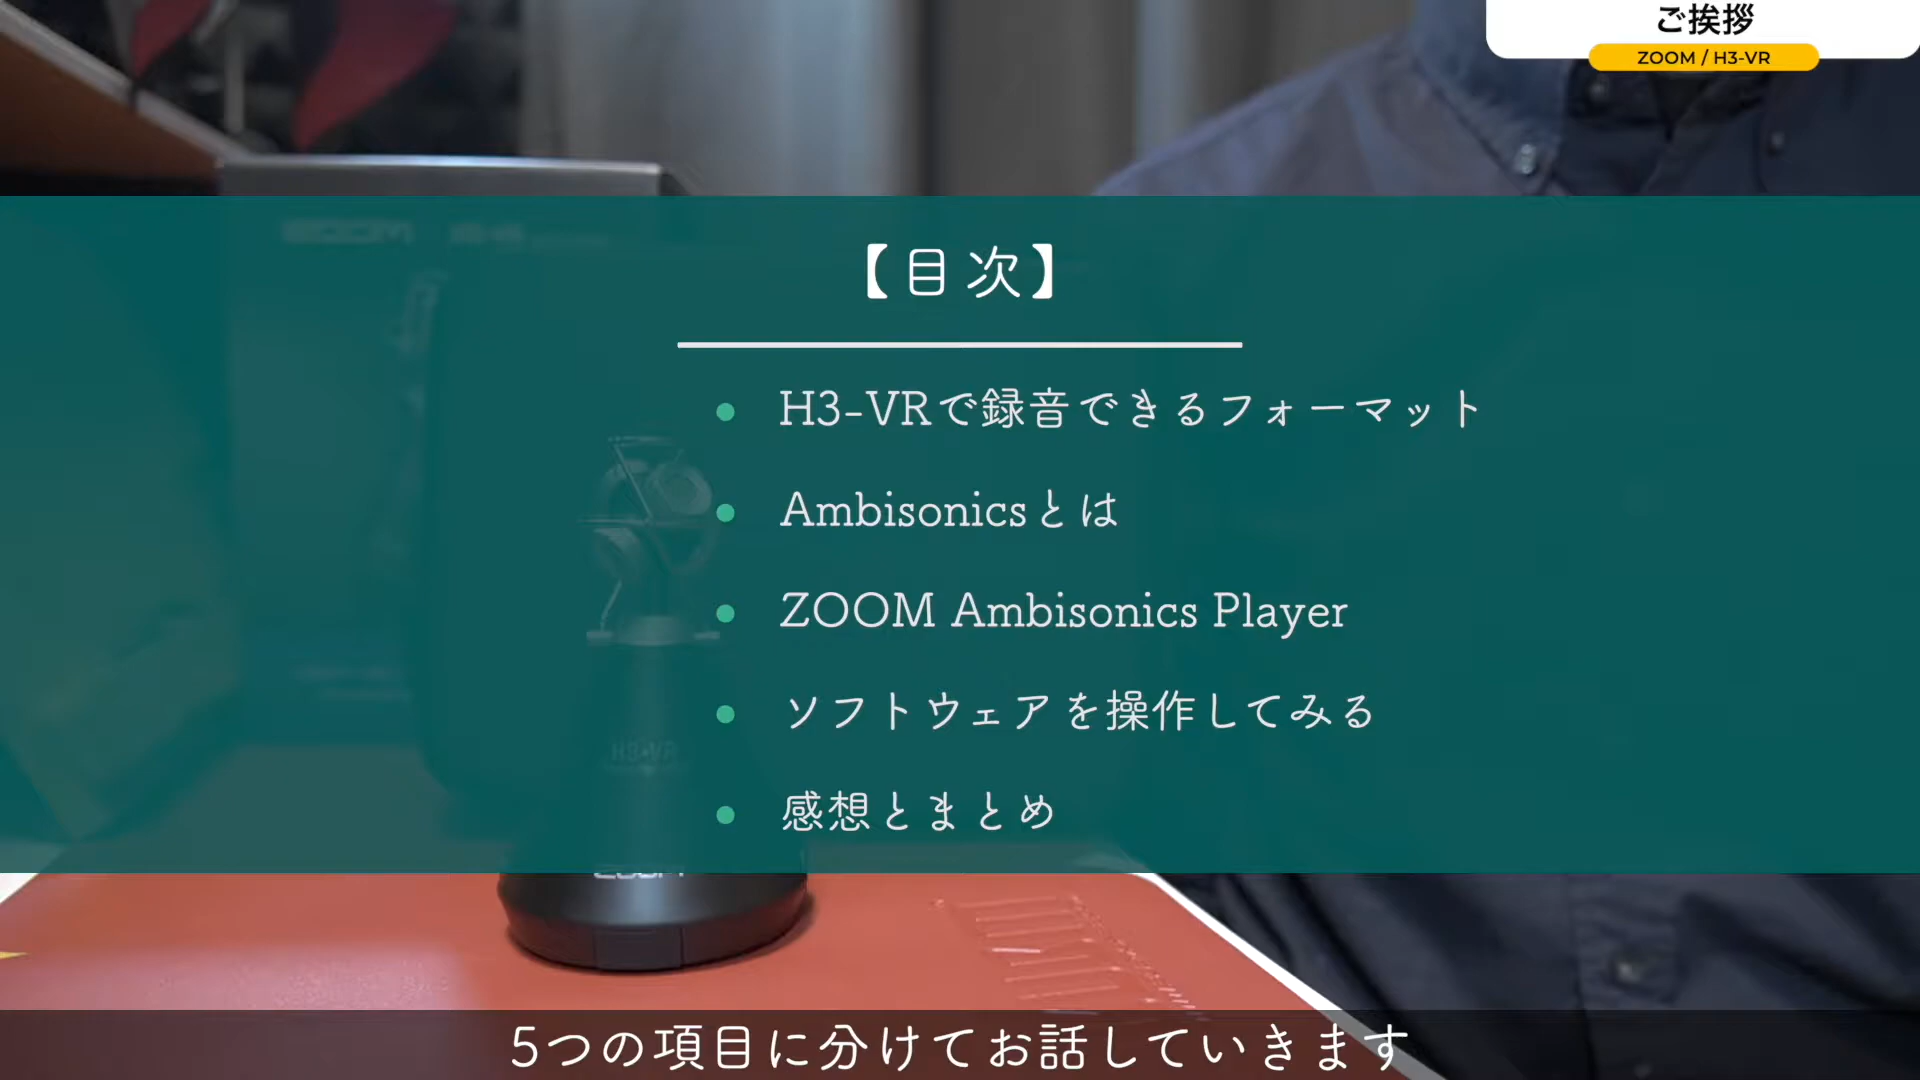 ご挨拶
ZOOM / H3-VR
【目次】
H3-VRで録音できるフォーマット
Ambisonicsとは
ZOOM Ambisonics Player
ソフトウェアを操作してみる
感想とまとめ
H3-VR
ZOOM
5つの項目に分けてお話していきます